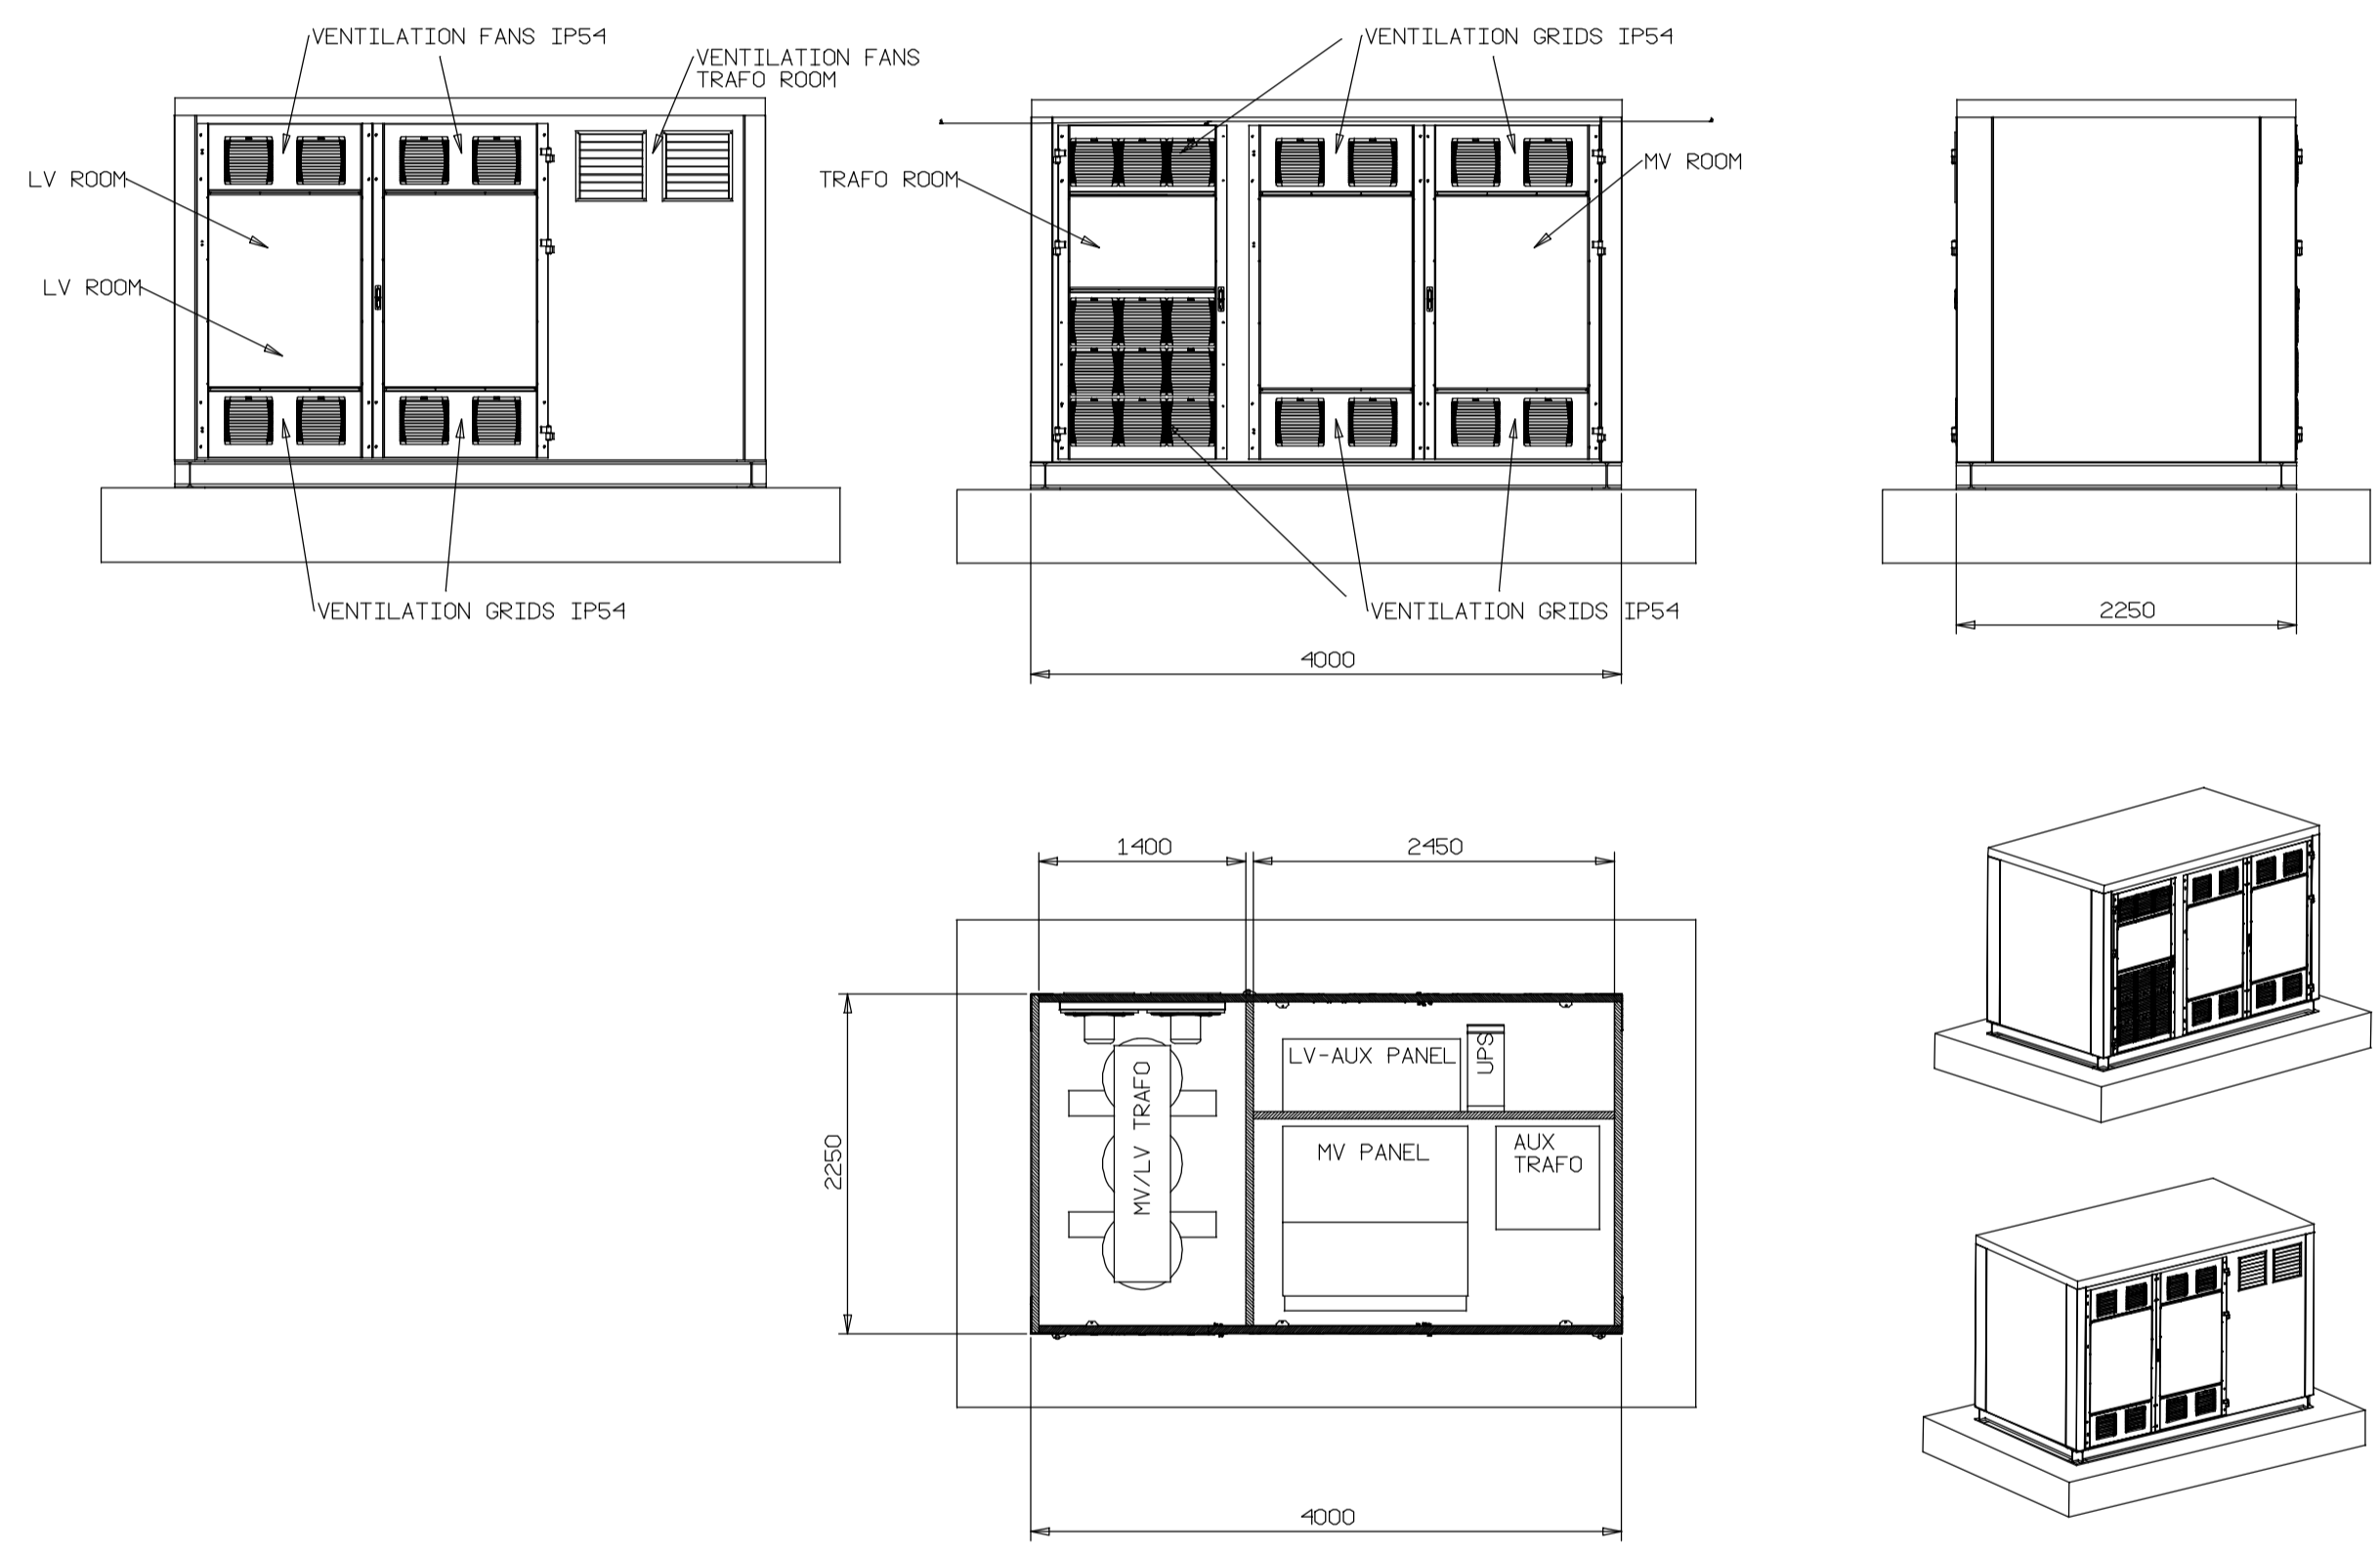 VENTILATION FANS IP54
VENTILATION FANS
TRAFO ROOM
LV ROOM
LV ROOM
VENTILATION GRIDS IP54
VENTILATION GRIDS IP54
TRAFO ROOM
MV ROOM
VENTILATION GRIDS IP54
4000
2250
1400
2450
2250
MV/LV TRAFO
LV-AUX PANEL
UPS
MV PANEL
AUX
TRAFO
4000